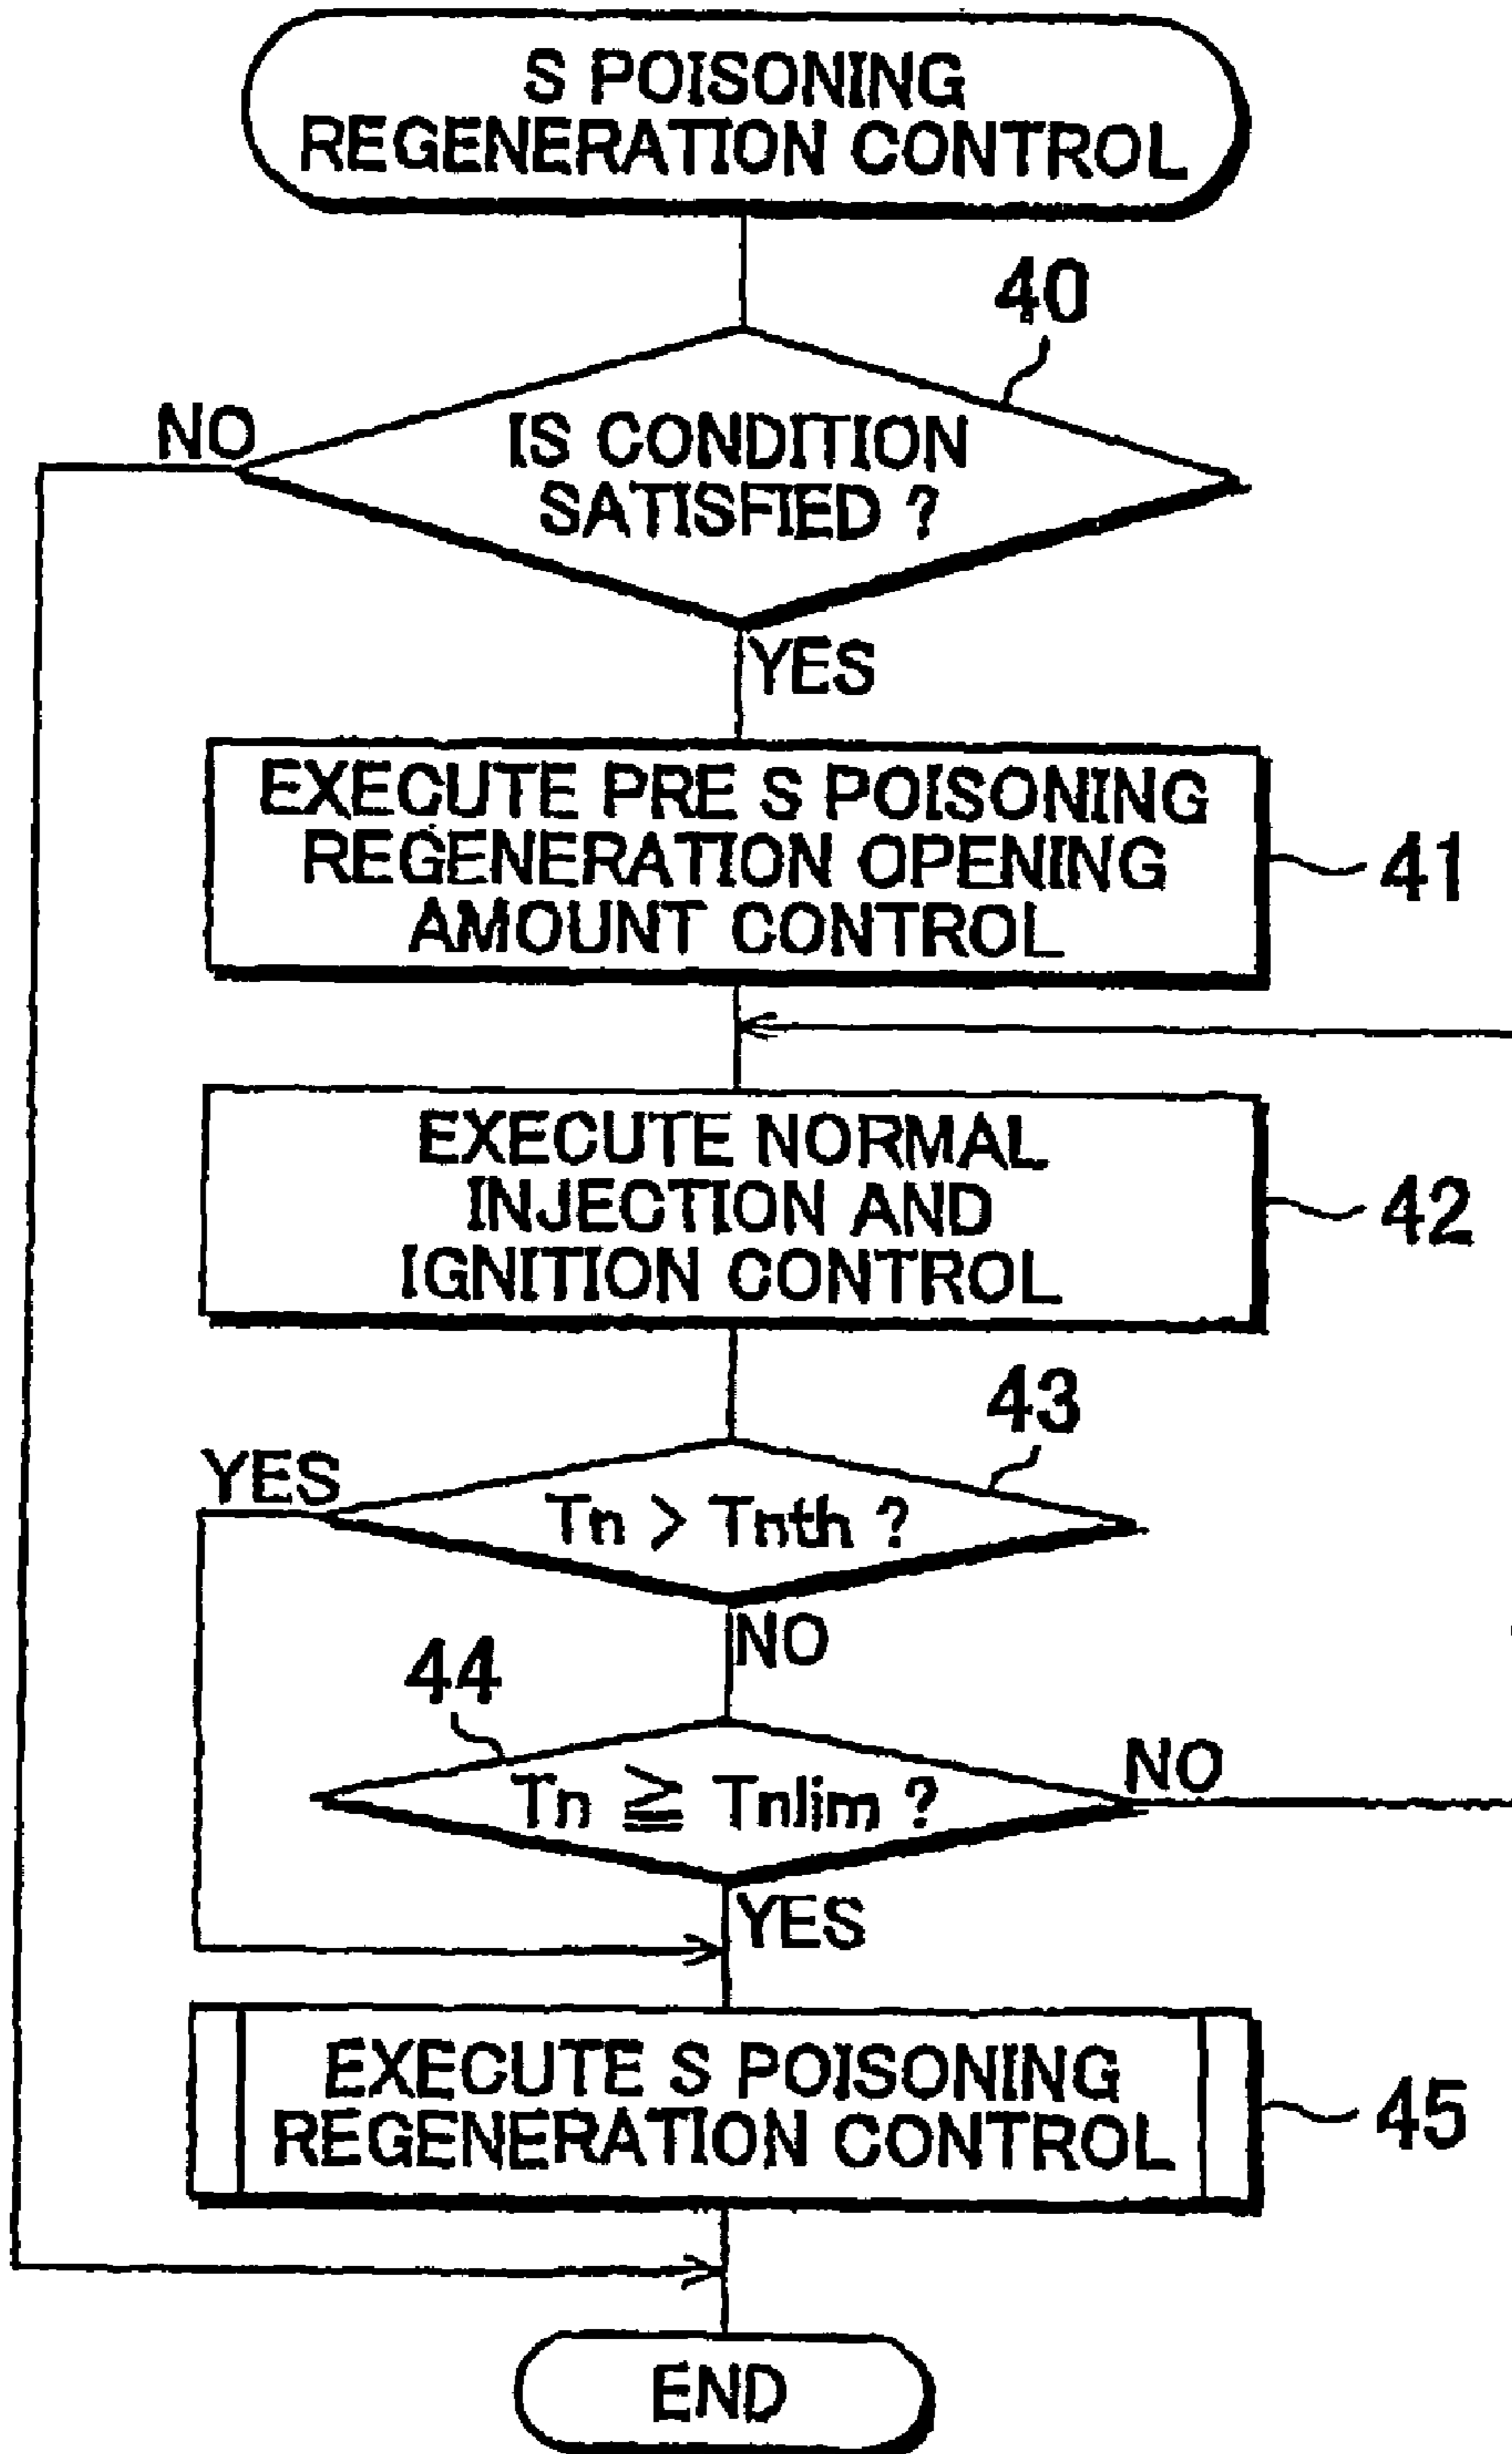 S POISONING
REGENERATION CONTROL
40
NO
IS CONDITION
SATISFIED ?
YES
EXECUTE PRE S POISONING
REGENERATION OPENING
AMOUNT CONTROL
41
EXECUTE NORMAL
INJECTION AND
IGNITION CONTROL
42
43
YES
Tn > Tnth ?
NO
44
NO
Tn ≧ Tnlim ?
YES
EXECUTE S POISONING
REGENERATION CONTROL
45
END